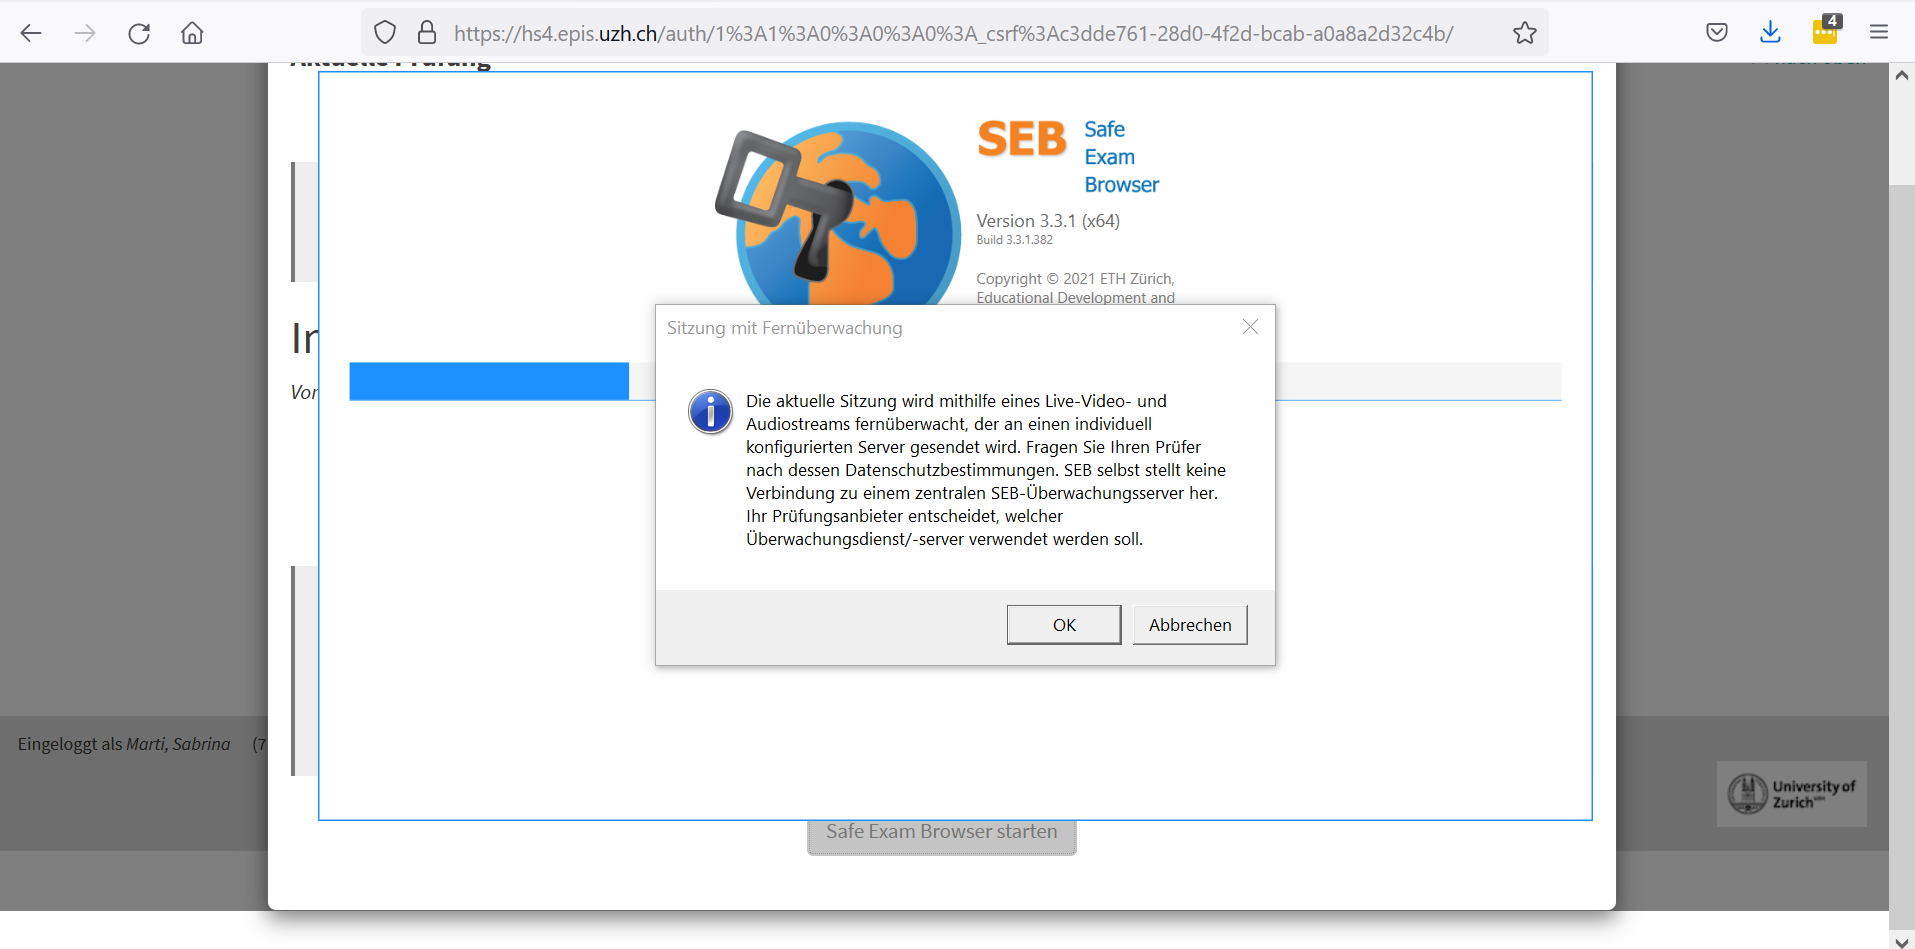 https://hs4.epis.uzh.ch/auth/1%3A1%3A0%3A0%3A0%3A0%3A_csrf%3Ac3dde761-28d0-4f2d-bcab-a0a8a2d32c4b/
4
Aktuelle Prüfung
SEB Safe
Exam
Browser
Version 3.3.1 (x64)
Build 3.3.1.382
Copyright © 2021 ETH Zürich,
Educational Development and
Sitzung mit Fernüberwachung
Die aktuelle Sitzung wird mithilfe eines Live-Video- und
Audiostreams fernüberwacht, der an einen individuell
konfigurierten Server gesendet wird. Fragen Sie Ihren Prüfer
nach dessen Datenschutzbestimmungen. SEB selbst stellt keine
Verbindung zu einem zentralen SEB-Überwachungsserver her.
Ihr Prüfungsanbieter entscheidet, welcher
Überwachungsdienst/-server verwendet werden soll.
OK
Abbrechen
Eingeloggt als Marti, Sabrina (7
University of
Zurich UZH
Safe Exam Browser starten